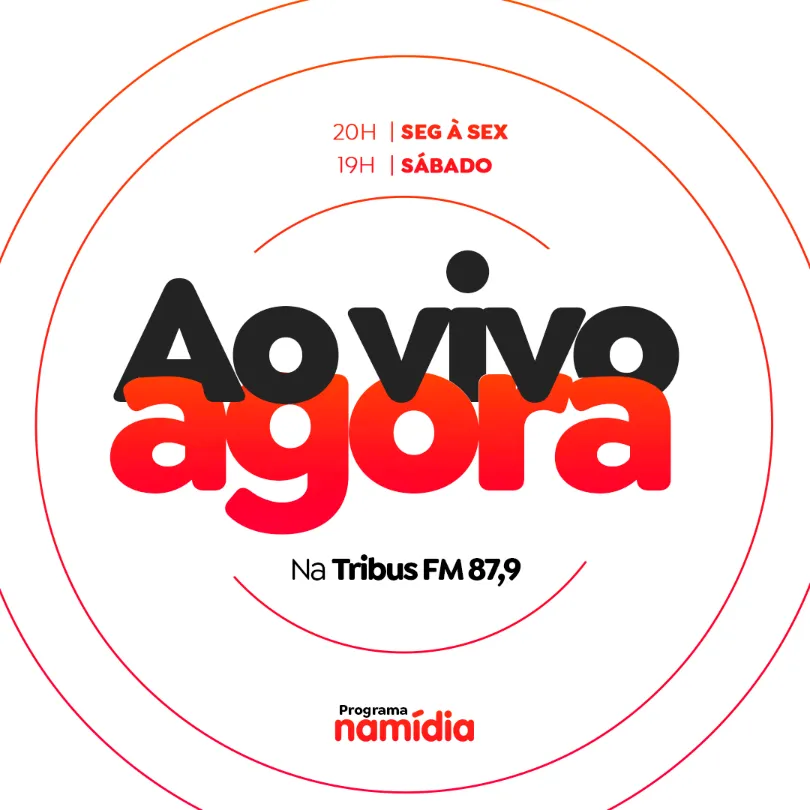 20H | SEG À SEX
19H | SÁBADO
Ao vivo
agora
Na Tribus FM 87,9
Programa
namídia